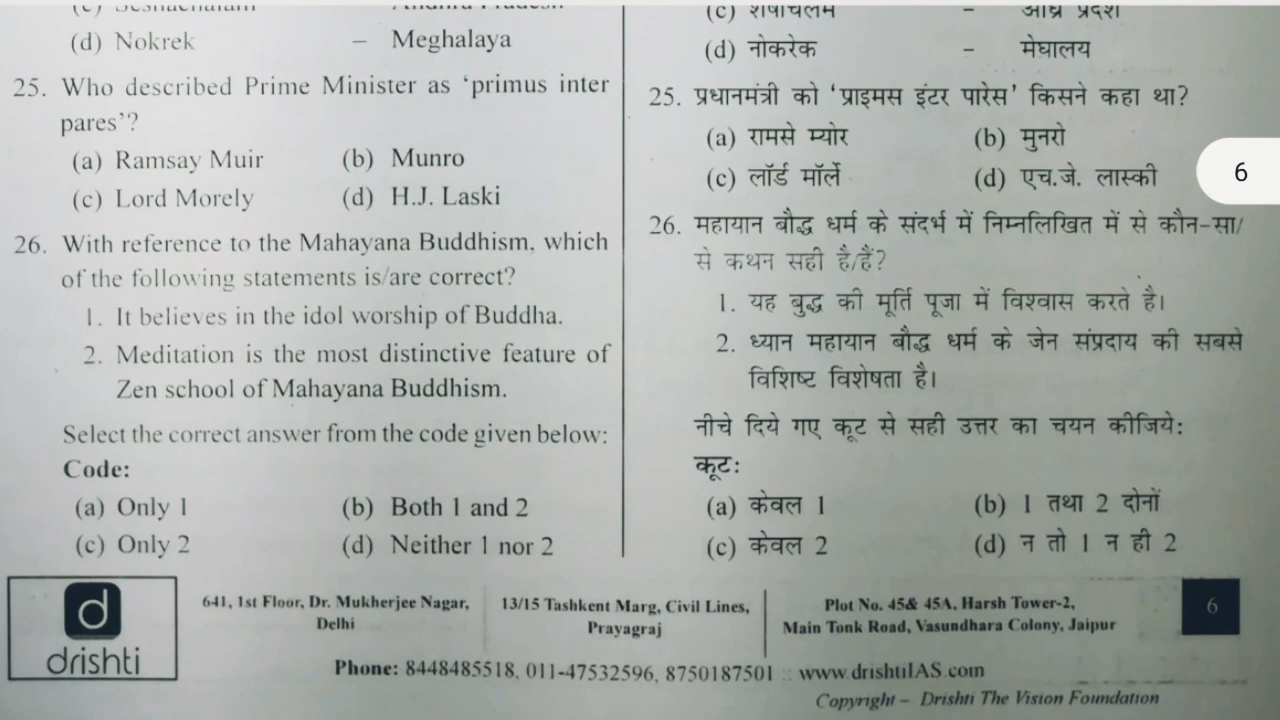 (d) Nokrek – Meghalaya
25. Who described Prime Minister as ‘primus inter
pares’?
(a) Ramsay Muir (b) Munro
(c) Lord Morely (d) H.J. Laski
26. With reference to the Mahayana Buddhism, which
of the following statements is/are correct?
1. It believes in the idol worship of Buddha.
2. Meditation is the most distinctive feature of
Zen school of Mahayana Buddhism.
Select the correct answer from the code given below:
Code:
(a) Only 1 (b) Both 1 and 2
(c) Only 2 (d) Neither 1 nor 2
(c) शेषाचलम – आंध्र प्रदेश
(d) नोकरेक – मेघालय
25. प्रधानमंत्री को ‘प्राइमस इंटर पारेस’ किसने कहा था?
(a) रामसे म्योर (b) मुनरो
(c) लॉर्ड मॉर्ले (d) एच.जे. लास्की
26. महायान बौद्ध धर्म के संदर्भ में निम्नलिखित में से कौन-सा/
से कथन सही है/हैं?
1. यह बुद्ध की मूर्ति पूजा में विश्वास करते है।
2. ध्यान महायान बौद्ध धर्म के जेन संप्रदाय की सबसे
विशिष्ट विशेषता है।
नीचे दिये गए कूट से सही उत्तर का चयन कीजिये:
कूट:
(a) केवल 1 (b) 1 तथा 2 दोनों
(c) केवल 2 (d) न तो 1 न ही 2
6
d
drishti
641, 1st Floor, Dr. Mukherjee Nagar,
Delhi
13/15 Tashkent Marg, Civil Lines,
Prayagraj
Plot No. 45& 45A, Harsh Tower-2,
Main Tonk Road, Vasundhara Colony, Jaipur
6
Phone: 8448485518, 011-47532596, 8750187501 :: www.drishtiIAS.com
Copyright – Drishti The Vision Foundation